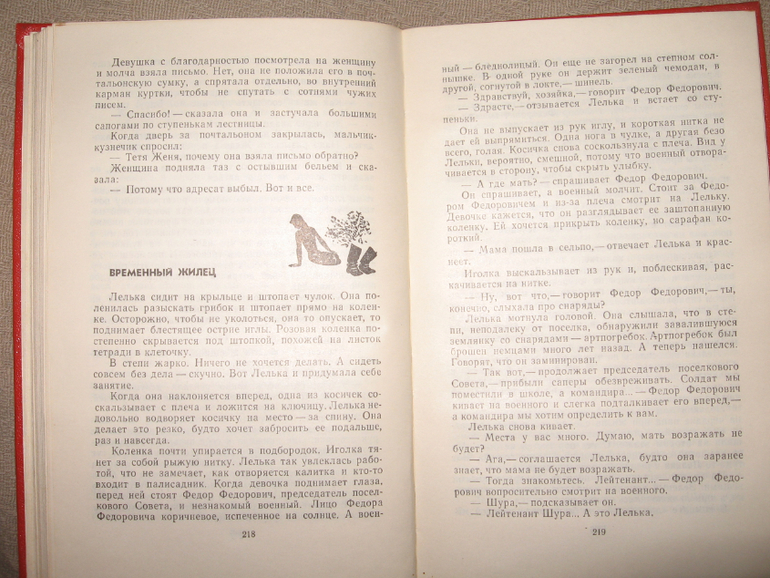 Девушка с благодарностью посмотрела на женщину
и молча взяла письмо. Нет, она не положила его в поч-
тальонскую сумку, а спрятала отдельно, во внутренний
карман куртки, чтобы не спутать с сотнями чужих
писем.
— Спасибо! — сказала она и застучала большими
сапогами по ступенькам лестницы.
Когда дверь за почтальоном закрылась, мальчик-
кузнечик спросил:
— Тетя Женя, почему она взяла письмо обратно?
Женщина подняла таз с остывшим бельем и ска-
зала:
— Потому что адресат выбыл. Вот и все.
ВРЕМЕННЫЙ ЖИЛЕЦ
Лелька сидит на крыльце и штопает чулок. Она по-
ленилась разыскать грибок и штопает прямо на колен-
ке. Осторожно, чтобы не уколоться, она то опускает, то
поднимает блестящее острие иглы. Розовая коленка по-
степенно скрывается под штопкой, похожей на листок
тетради в клеточку.
В степи жарко. Ничего не хочется делать. А сидеть
совсем без дела — скучно. Вот Лелька и придумала себе
занятие.
Когда она наклоняется вперед, одна из косичек со-
скальзывает с плеча и ложится на ключицу. Лелька не-
довольно водворяет косичку на место — за спину. Она
делает это резко, будто хочет забросить ее подальше,
раз и навсегда.
Коленка почти упирается в подбородок. Иголка тя-
нет за собой рыжую нитку. Лелька так увлеклась рабо-
той, что не замечает, как отворяется калитка и кто-то
входит в палисадник. Когда девочка поднимает глаза,
перед ней стоят Федор Федорович, председатель посел-
кового Совета, и незнакомый военный. Лицо Федора
Федоровича коричневое, испеченное на солнце. А воен-
218
ный — бледнолицый. Он еще не загорел на степном сол-
нышке. В одной руке он держит зеленый чемодан, в
другой, согнутой в локте,— шинель.
— Здравствуй, хозяйка,— говорит Федор Федорович.
— Здрасте,— отзывается Лелька и встает со сту-
пеньки.
Она не выпускает из рук иглу, и короткая нитка не
дает ей выпрямиться. Одна нога в чулке, а другая безо
всего, голая. Косичка снова соскользнула с плеча. Вид у
Лельки, вероятно, смешной, потому что военный отвора-
чивается в сторону, чтобы скрыть улыбку.
— А где мать? — спрашивает Федор Федорович.
Он спрашивает, а военный молчит. Стоит за Федо-
ром Федоровичем и из-за плеча смотрит на Лельку.
Девочке кажется, что он разглядывает ее заштопанную
коленку. Ей хочется прикрыть коленку, но сарафан ко-
роткий.
— Мама пошла в сельпо,— отвечает Лелька и крас-
неет.
Иголка выскальзывает из рук и, поблескивая, рас-
качивается на нитке.
— Ну, вот что,— говорит Федор Федорович,— ты,
конечно, слыхала про снаряды?
Лелька мотнула головой. Она слышала, что в сте-
пи, неподалеку от поселка, обнаружили завалившуюся
землянку со снарядами — артпогребок. Артпогребок был
брошен немцами много лет назад. А теперь нашелся.
Говорят, что он заминирован.
— Так вот,— продолжает председатель поселкового
Совета,— прибыли саперы обезвреживать. Солдат мы
поместили в школе, а командира...— Федор Федорович
кивает на военного и слегка подталкивает его вперед,—
а командира мы хотим определить к вам.
Лелька снова кивает.
— Места у вас много. Думаю, мать возражать не
будет?
— Ага,— соглашается Лелька, будто она заранее
знает, что мама не будет возражать.
— Тогда знакомьтесь. Лейтенант...— Федор Федо-
рович вопросительно смотрит на военного.
— Шура,— подсказывает он.
— Лейтенант Шура... А это Лелька,
219